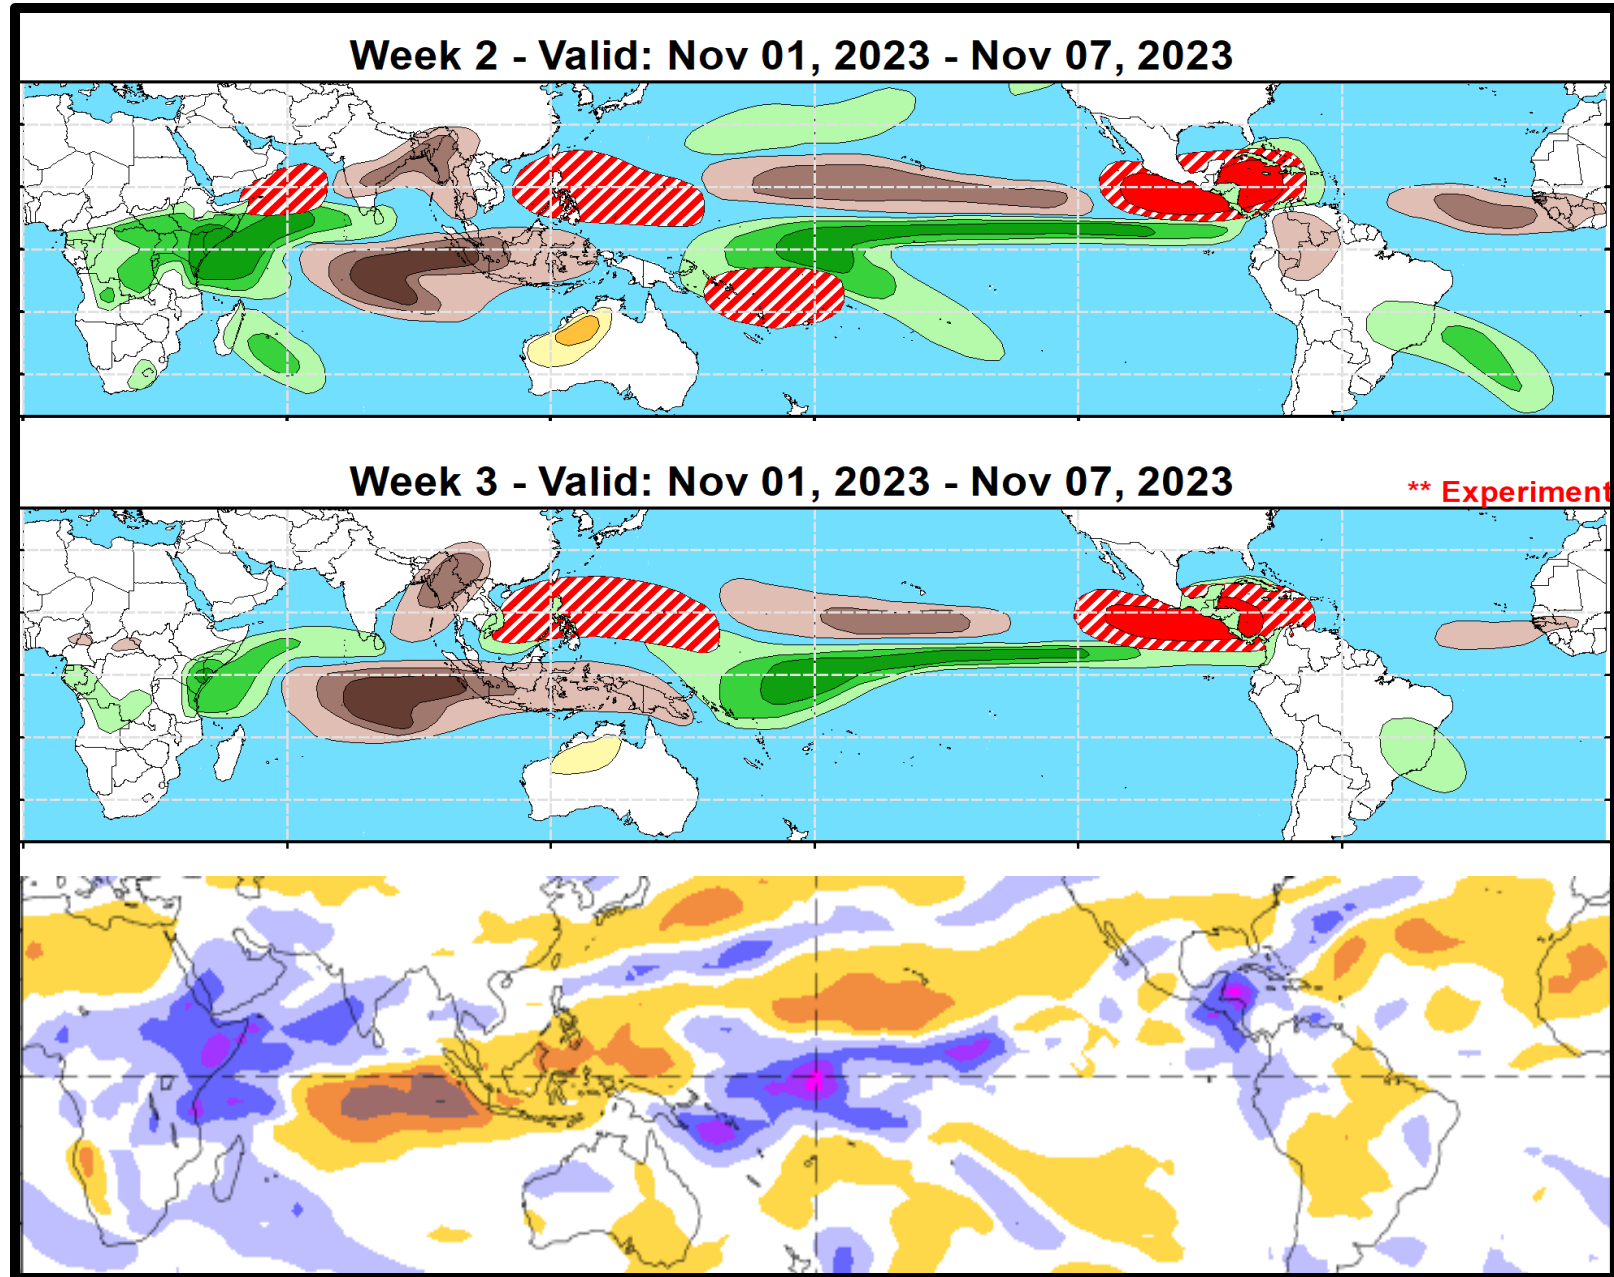 Week 2 - Valid: Nov 01, 2023 - Nov 07, 2023
Week 3 - Valid: Nov 01, 2023 - Nov 07, 2023
** Experiment